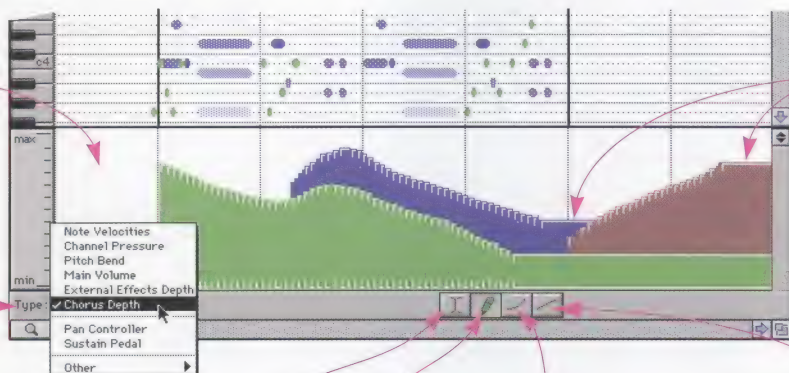 c4
max
min
Note Velocities
Channel Pressure
Pitch Bend
Main Volume
External Effects Depth
Type: ✓ Chorus Depth
Pan Controller
Sustain Pedal
Other